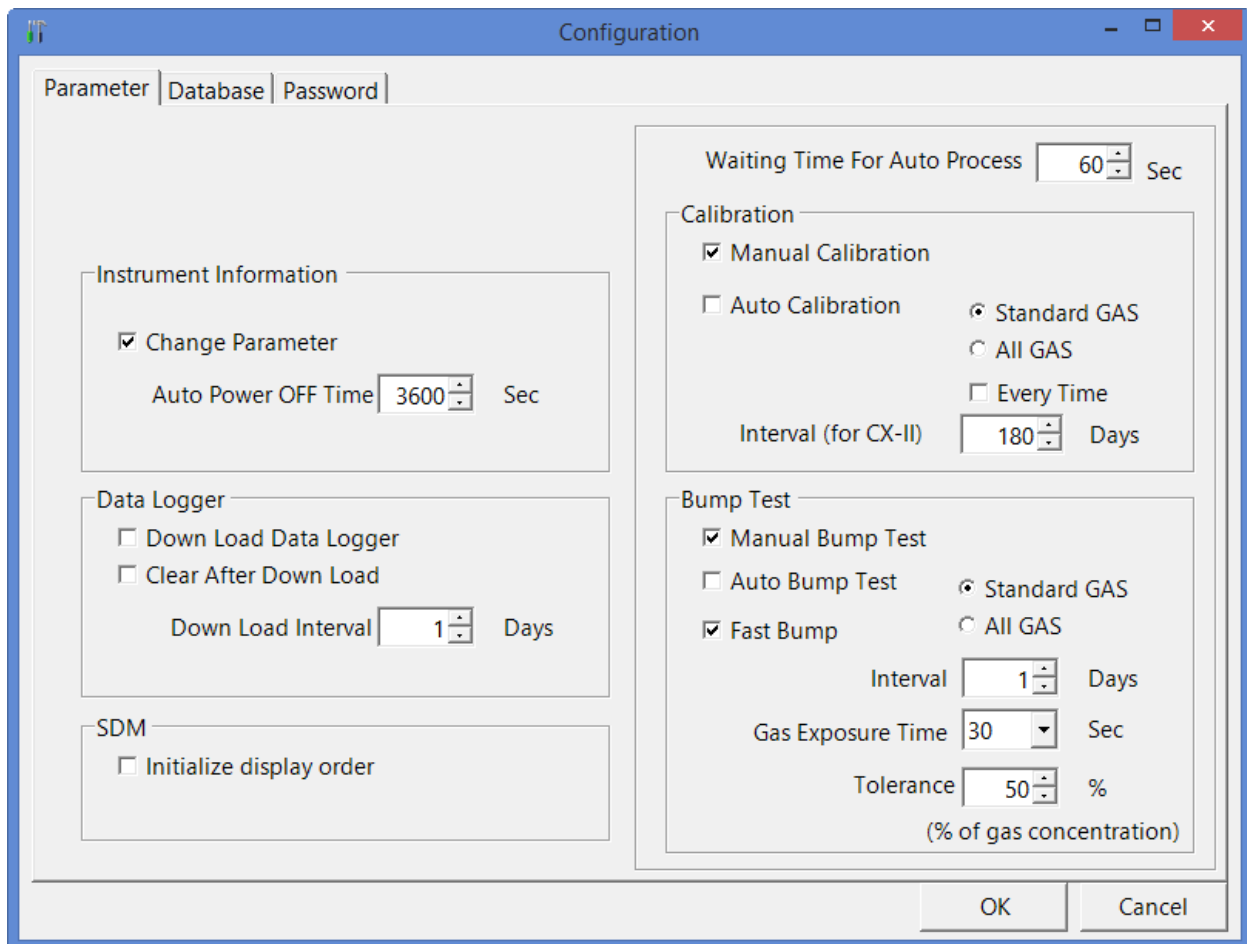 Configuration
Parameter Database Password
Instrument Information
Change Parameter
Auto Power OFF Time 3600 Sec
Data Logger
Down Load Data Logger
Clear After Down Load
Down Load Interval 1 Days
SDM
Initialize display order
Waiting Time For Auto Process 60 Sec
Calibration
Manual Calibration
Auto Calibration
Standard GAS
All GAS
Every Time
Interval (for CX-II) 180 Days
Bump Test
Manual Bump Test
Auto Bump Test
Standard GAS
Fast Bump
All GAS
Interval 1 Days
Gas Exposure Time 30 Sec
Tolerance 50 %
(% of gas concentration)
OK Cancel